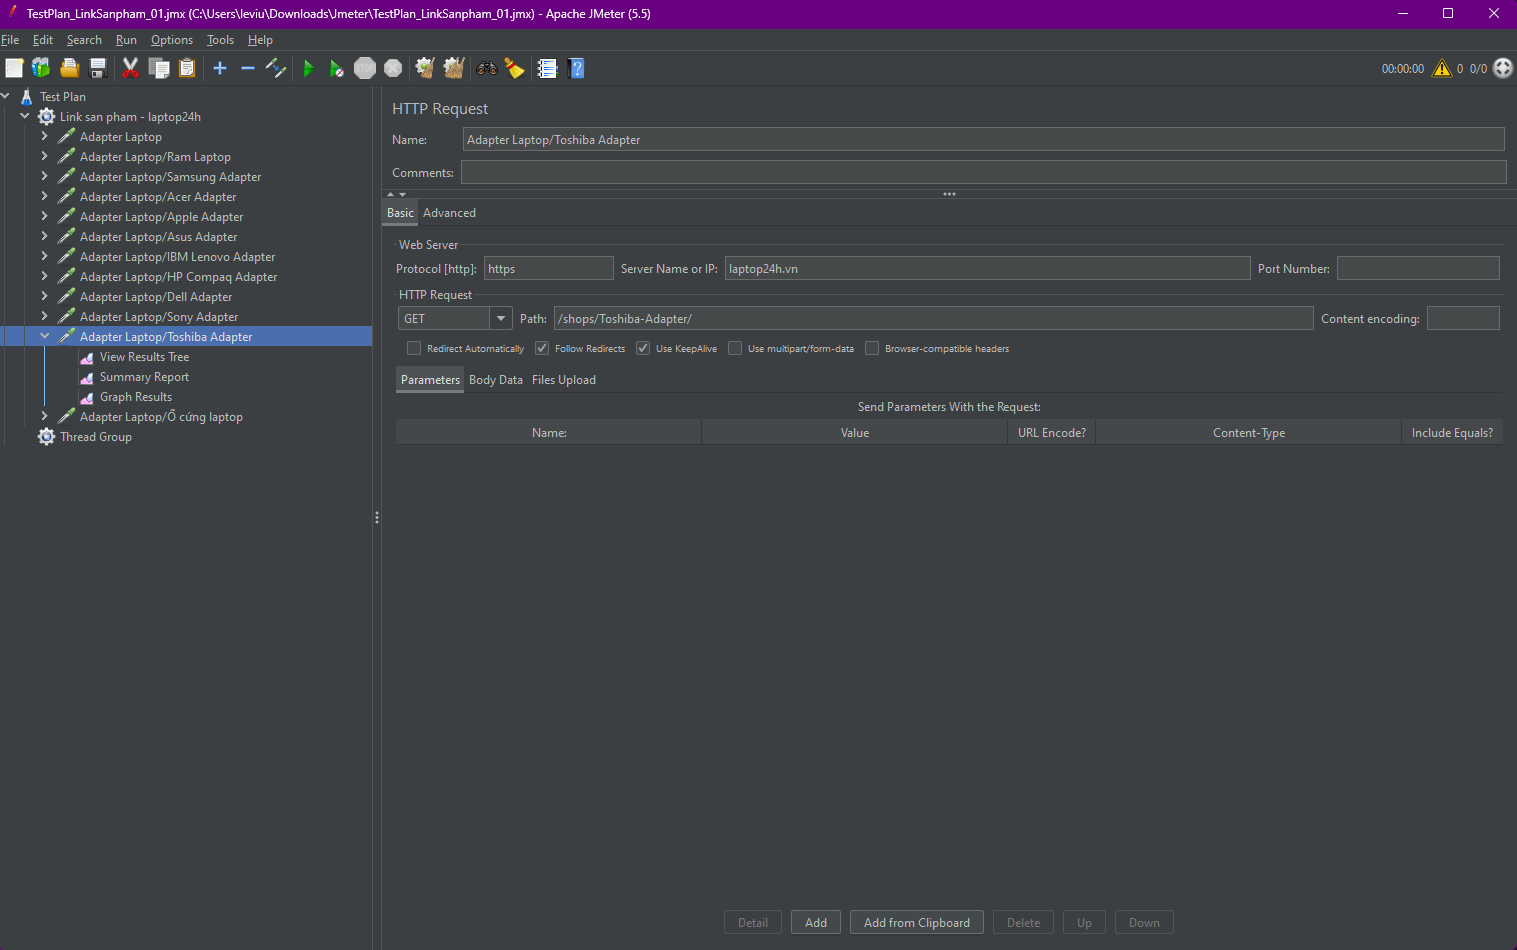 TestPlan_LinkSanpham_01.jmx (C:\Users\leviu\Downloads\Jmeter\TestPlan_LinkSanpham_01.jmx) - Apache JMeter (5.5)
File Edit Search Run Options Tools Help
STOP
00:00:00 0 0/0
Test Plan
Link san pham - laptop24h
Adapter Laptop
Adapter Laptop/Ram Laptop
Adapter Laptop/Samsung Adapter
Adapter Laptop/Acer Adapter
Adapter Laptop/Apple Adapter
Adapter Laptop/Asus Adapter
Adapter Laptop/IBM Lenovo Adapter
Adapter Laptop/HP Compaq Adapter
Adapter Laptop/Dell Adapter
Adapter Laptop/Sony Adapter
Adapter Laptop/Toshiba Adapter
View Results Tree
Summary Report
Graph Results
Adapter Laptop/Ổ cứng laptop
Thread Group
HTTP Request
Name: Adapter Laptop/Toshiba Adapter
Comments:
Basic Advanced
Web Server
Protocol [http]: https Server Name or IP: laptop24h.vn Port Number:
HTTP Request
GET Path: /shops/Toshiba-Adapter/ Content encoding:
Redirect Automatically Follow Redirects Use KeepAlive Use multipart/form-data Browser-compatible headers
Parameters Body Data Files Upload
Send Parameters With the Request:
Name: Value URL Encode? Content-Type Include Equals?
Detail Add Add from Clipboard Delete Up Down